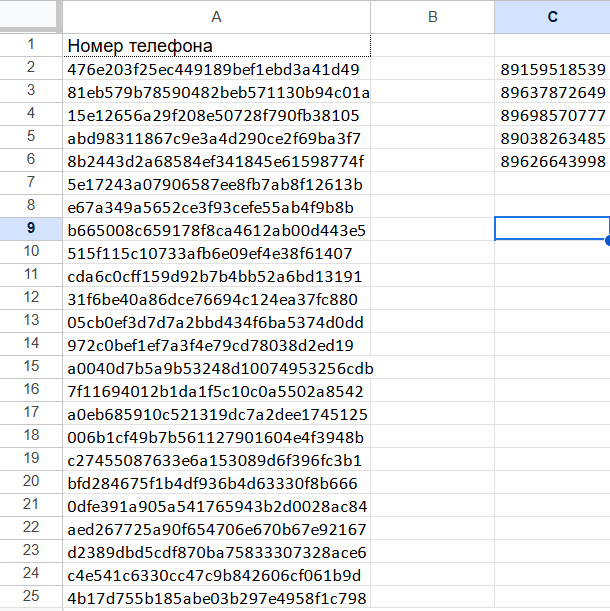 A B C
1 Номер телефона
2 476e203f25ec449189bef1ebd3a41d49 89159518539
3 81eb579b78590482beb571130b94c01a 89637872649
4 15e12656a29f208e50728f790fb38105 89698570777
5 abd98311867c9e3a4d290ce2f69ba3f7 89038263485
6 8b2443d2a68584ef341845e61598774f 89626643998
7 5e17243a07906587ee8fb7ab8f12613b
8 e67a349a5652ce3f93cefe55ab4f9b8b
9 b665008c659178f8ca4612ab00d443e5
10 515f115c10733afb6e09ef4e38f61407
11 cda6c0cff159d92b7b4bb52a6bd13191
12 31f6be40a86dce76694c124ea37fc880
13 05cb0ef3d7d7a2bbd434f6ba5374d0dd
14 972c0bef1ef7a3f4e79cd78038d2ed19
15 a0040d7b5a9b53248d10074953256cdb
16 7f11694012b1da1f5c10c0a5502a8542
17 a0eb685910c521319dc7a2dee1745125
18 006b1cf49b7b561127901604e4f3948b
19 c27455087633e6a153089d6f396fc3b1
20 bfd284675f1b4df936b4d63330f8b666
21 0dfe391a905a541765943b2d0028ac84
22 aed267725a90f654706e670b67e92167
23 d2389dbd5cdf870ba75833307328ace6
24 c4e541c6330cc47c9b842606cf061b9d
25 4b17d755b185abe03b297e4958f1c798